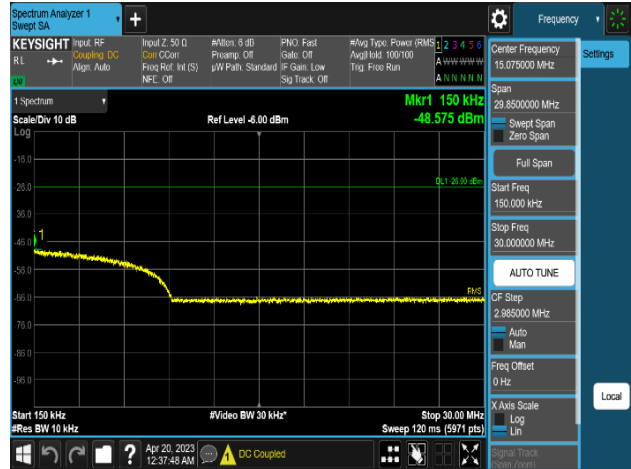 Spectrum Analyzer 1
Swept SA
Frequency
KEYSIGHT
Input: RF
Input Z: 50 Ω
#Atten: 6 dB
PNO: Fast
#Avg Type: Power (RMS
1 2 3 4 5 6
Coupling: DC
Corr CCorr
Preamp: Off
Gate: Off
Avg|Hold: 100/100
A W W W W W
R L
Align: Auto
Freq Ref: Int (S)
µW Path: Standard
IF Gain: Low
Trig: Free Run
NFE: Off
Sig Track: Off
A N N N N N
1 Spectrum
Mkr1 150 kHz
Scale/Div 10 dB
Ref Level -6.00 dBm
-48.575 dBm
Log
-16.0
DL1 -26.00 dBm
-26.0
-36.0
1
-46.0
-56.0
RMS
-66.0
-76.0
-86.0
-96.0
Start 150 kHz
#Video BW 30 kHz*
Stop 30.00 MHz
#Res BW 10 kHz
Sweep 120 ms (5971 pts)
?
Apr 20, 2023
12:37:48 AM
DC Coupled
Center Frequency
15.075000 MHz
Settings
Span
29.8500000 MHz
Swept Span
Zero Span
Full Span
Start Freq
150.000 kHz
Stop Freq
30.000000 MHz
AUTO TUNE
CF Step
2.985000 MHz
Auto
Man
Freq Offset
0 Hz
Local
X Axis Scale
Log
Lin
Signal Track
(Span Zoom)